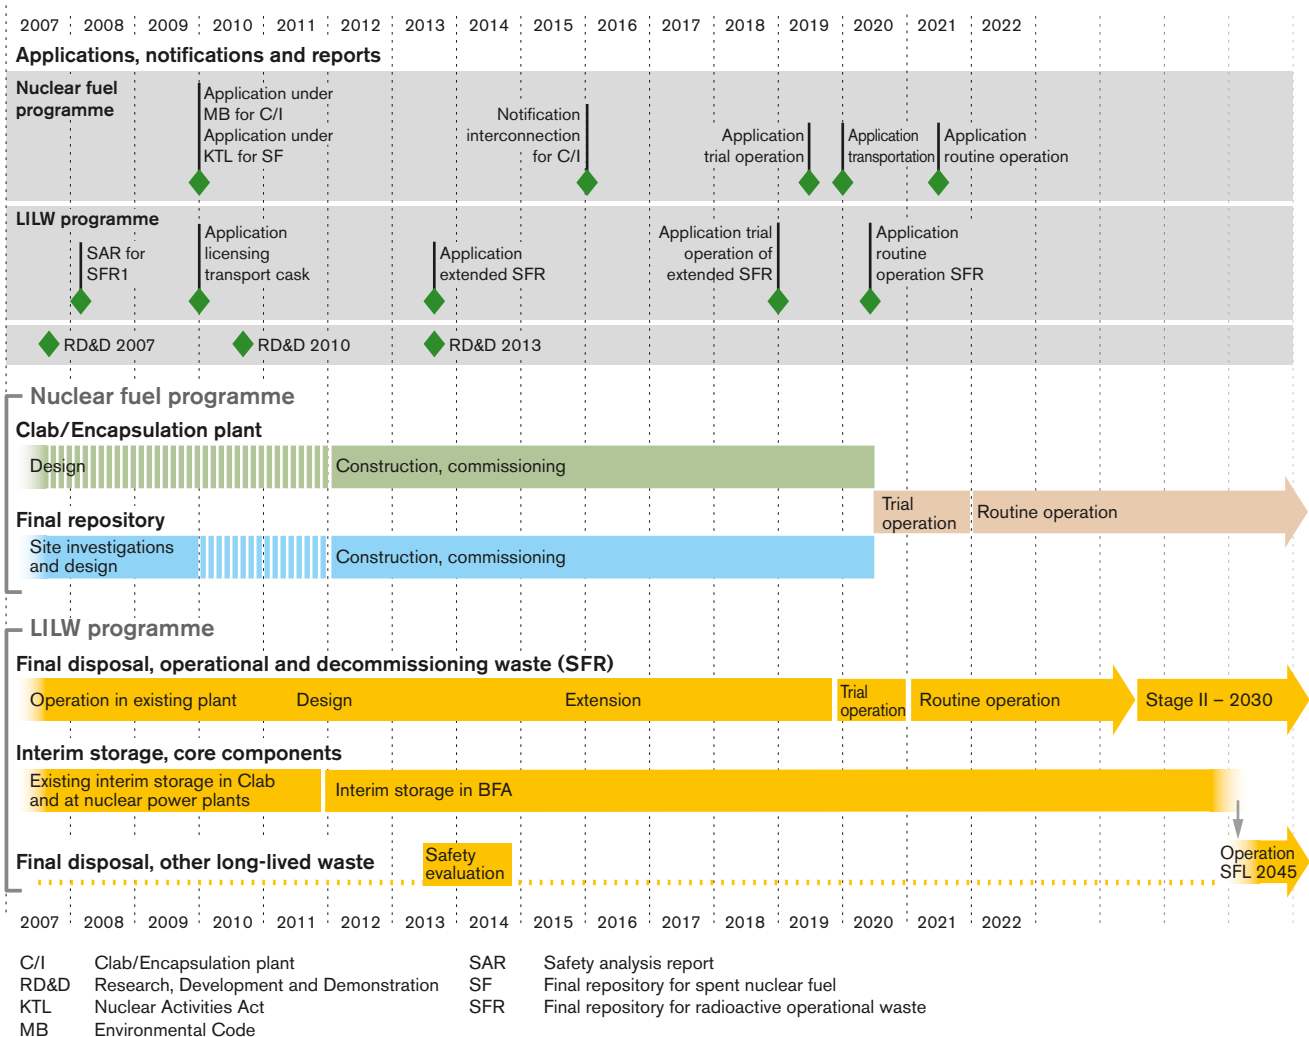 2007 2008 2009 2010 2011 2012 2013 2014 2015 2016 2017 2018 2019 2020 2021 2022
Applications, notifications and reports
Nuclear fuel
programme
Application under
MB for C/I
Application under
KTL for SF
Notification
interconnection
for C/I
Application
trial operation
Application
transportation
Application
routine operation
LILW programme
SAR for
SFR1
Application
licensing
transport cask
Application
extended SFR
Application trial
operation of
extended SFR
Application
routine
operation SFR
RD&D 2007
RD&D 2010
RD&D 2013
Nuclear fuel programme
Clab/Encapsulation plant
Design
Construction, commissioning
Trial
operation
Routine operation
Final repository
Site investigations
and design
Construction, commissioning
LILW programme
Final disposal, operational and decommissioning waste (SFR)
Operation in existing plant
Design
Extension
Trial
operation
Routine operation
Stage II – 2030
Interim storage, core components
Existing interim storage in Clab
and at nuclear power plants
Interim storage in BFA
Final disposal, other long-lived waste
Safety
evaluation
Operation
SFL 2045
2007 2008 2009 2010 2011 2012 2013 2014 2015 2016 2017 2018 2019 2020 2021 2022
C/I Clab/Encapsulation plant
RD&D Research, Development and Demonstration
KTL Nuclear Activities Act
MB Environmental Code
SAR Safety analysis report
SF Final repository for spent nuclear fuel
SFR Final repository for radioactive operational waste